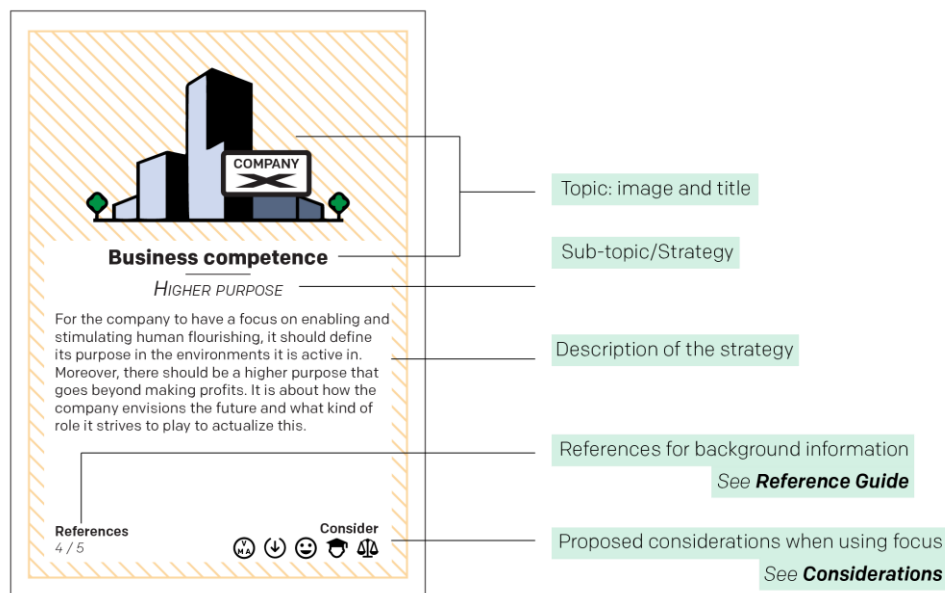 COMPANY
X
Business competence
HIGHER PURPOSE
For the company to have a focus on enabling and
stimulating human flourishing, it should define
its purpose in the environments it is active in.
Moreover, there should be a higher purpose that
goes beyond making profits. It is about how the
company envisions the future and what kind of
role it strives to play to actualize this.
References
4 / 5
Consider
V
M A
Topic: image and title
Sub-topic/Strategy
Description of the strategy
References for background information
See Reference Guide
Proposed considerations when using focus
See Considerations